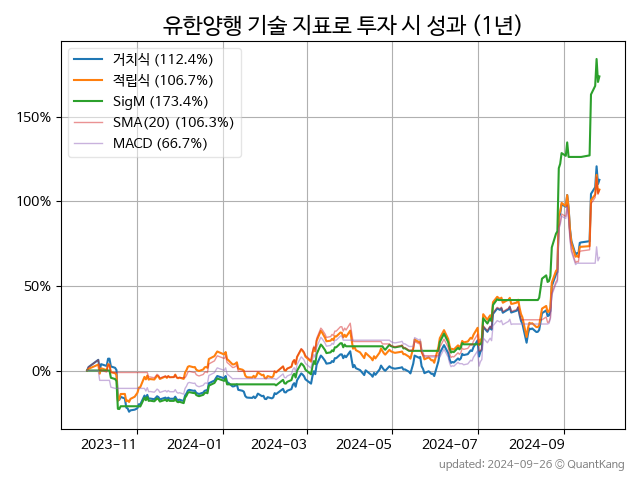 유한양행 기술 지표로 투자 시 성과 (1년)
거치식 (112.4%)
적립식 (106.7%)
SigM (173.4%)
SMA(20) (106.3%)
MACD (66.7%)
150%
100%
50%
0%
2023-11 2024-01 2024-03 2024-05 2024-07 2024-09
updated: 2024-09-26 © QuantKang